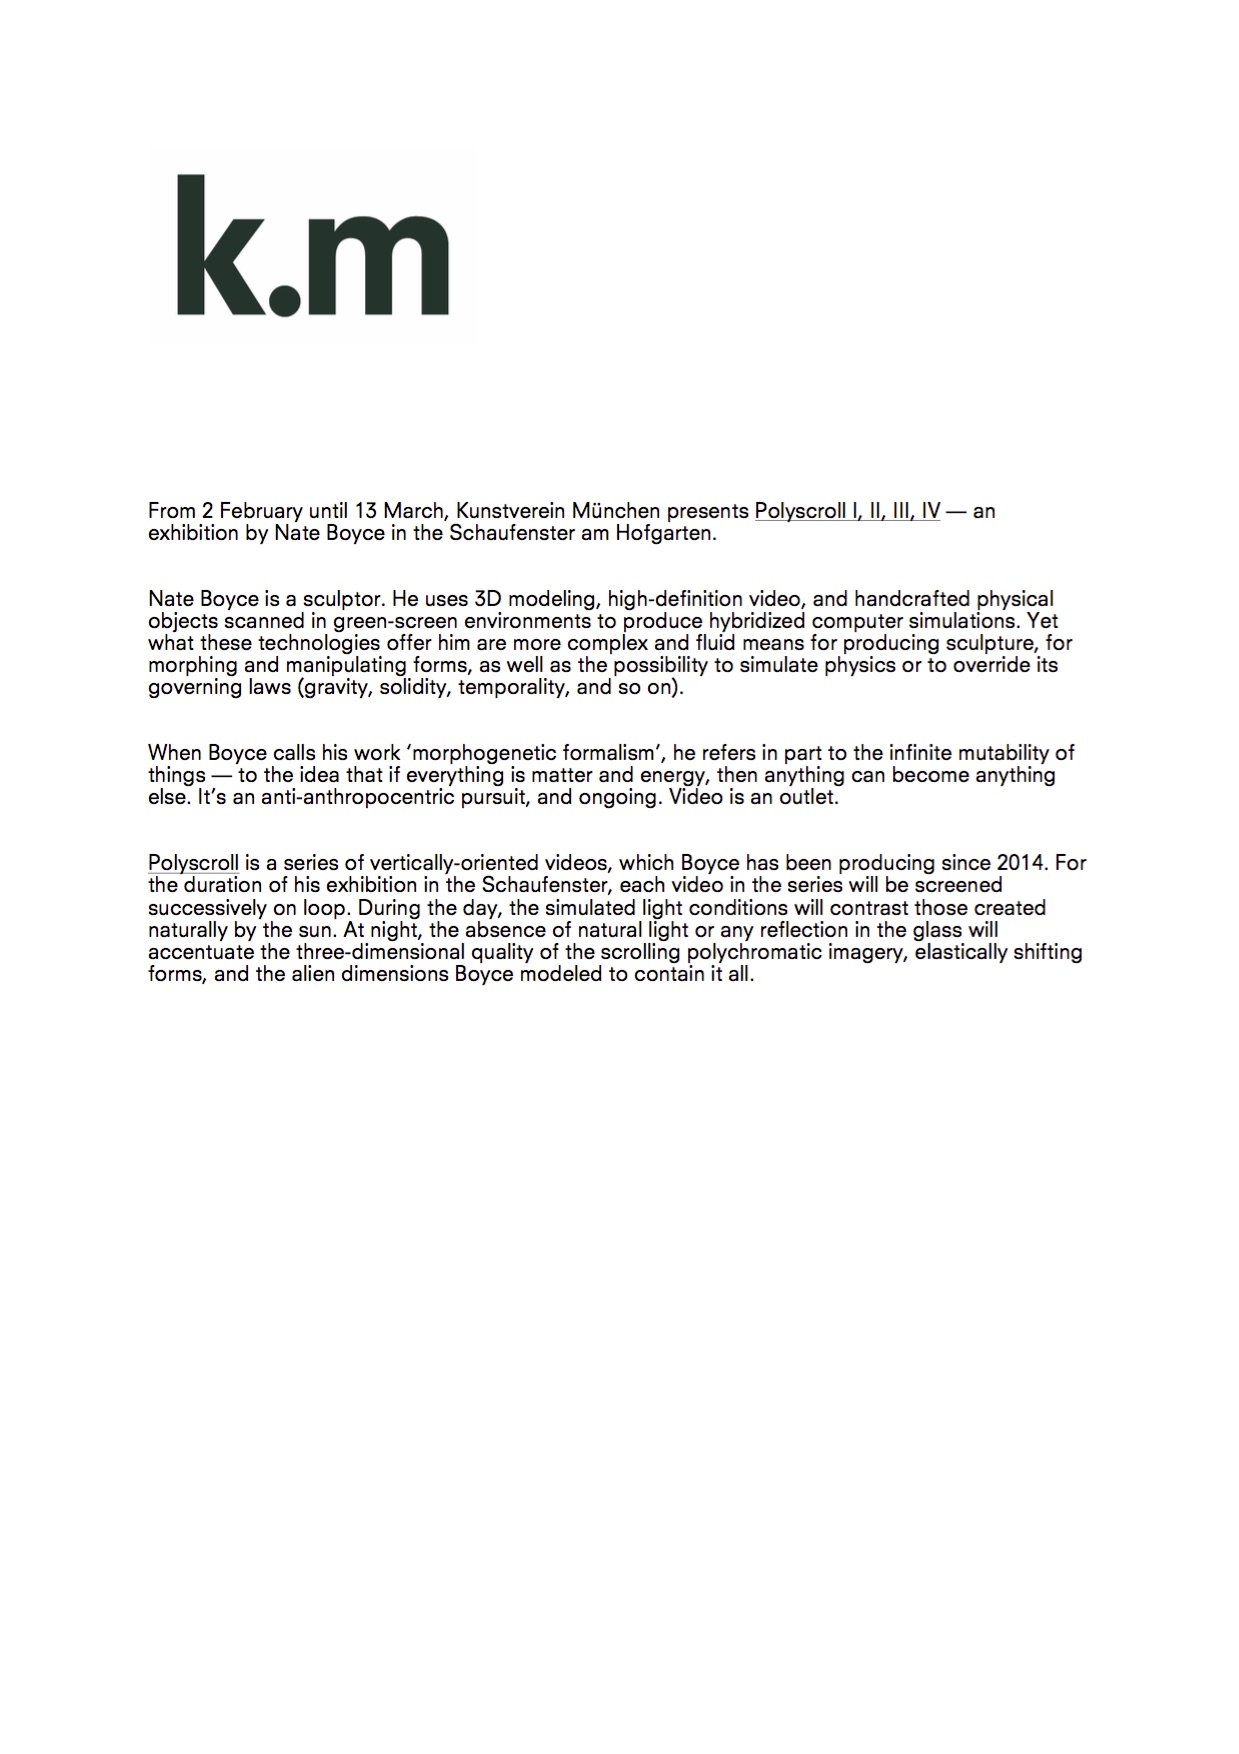 k.m
From 2 February until 13 March, Kunstverein München presents Polyscroll I, II, III, IV — an
exhibition by Nate Boyce in the Schaufenster am Hofgarten.
Nate Boyce is a sculptor. He uses 3D modeling, high-definition video, and handcrafted physical
objects scanned in green-screen environments to produce hybridized computer simulations. Yet
what these technologies offer him are more complex and fluid means for producing sculpture, for
morphing and manipulating forms, as well as the possibility to simulate physics or to override its
governing laws (gravity, solidity, temporality, and so on).
When Boyce calls his work ‘morphogenetic formalism’, he refers in part to the infinite mutability of
things — to the idea that if everything is matter and energy, then anything can become anything
else. It’s an anti-anthropocentric pursuit, and ongoing. Video is an outlet.
Polyscroll is a series of vertically-oriented videos, which Boyce has been producing since 2014. For
the duration of his exhibition in the Schaufenster, each video in the series will be screened
successively on loop. During the day, the simulated light conditions will contrast those created
naturally by the sun. At night, the absence of natural light or any reflection in the glass will
accentuate the three-dimensional quality of the scrolling polychromatic imagery, elastically shifting
forms, and the alien dimensions Boyce modeled to contain it all.